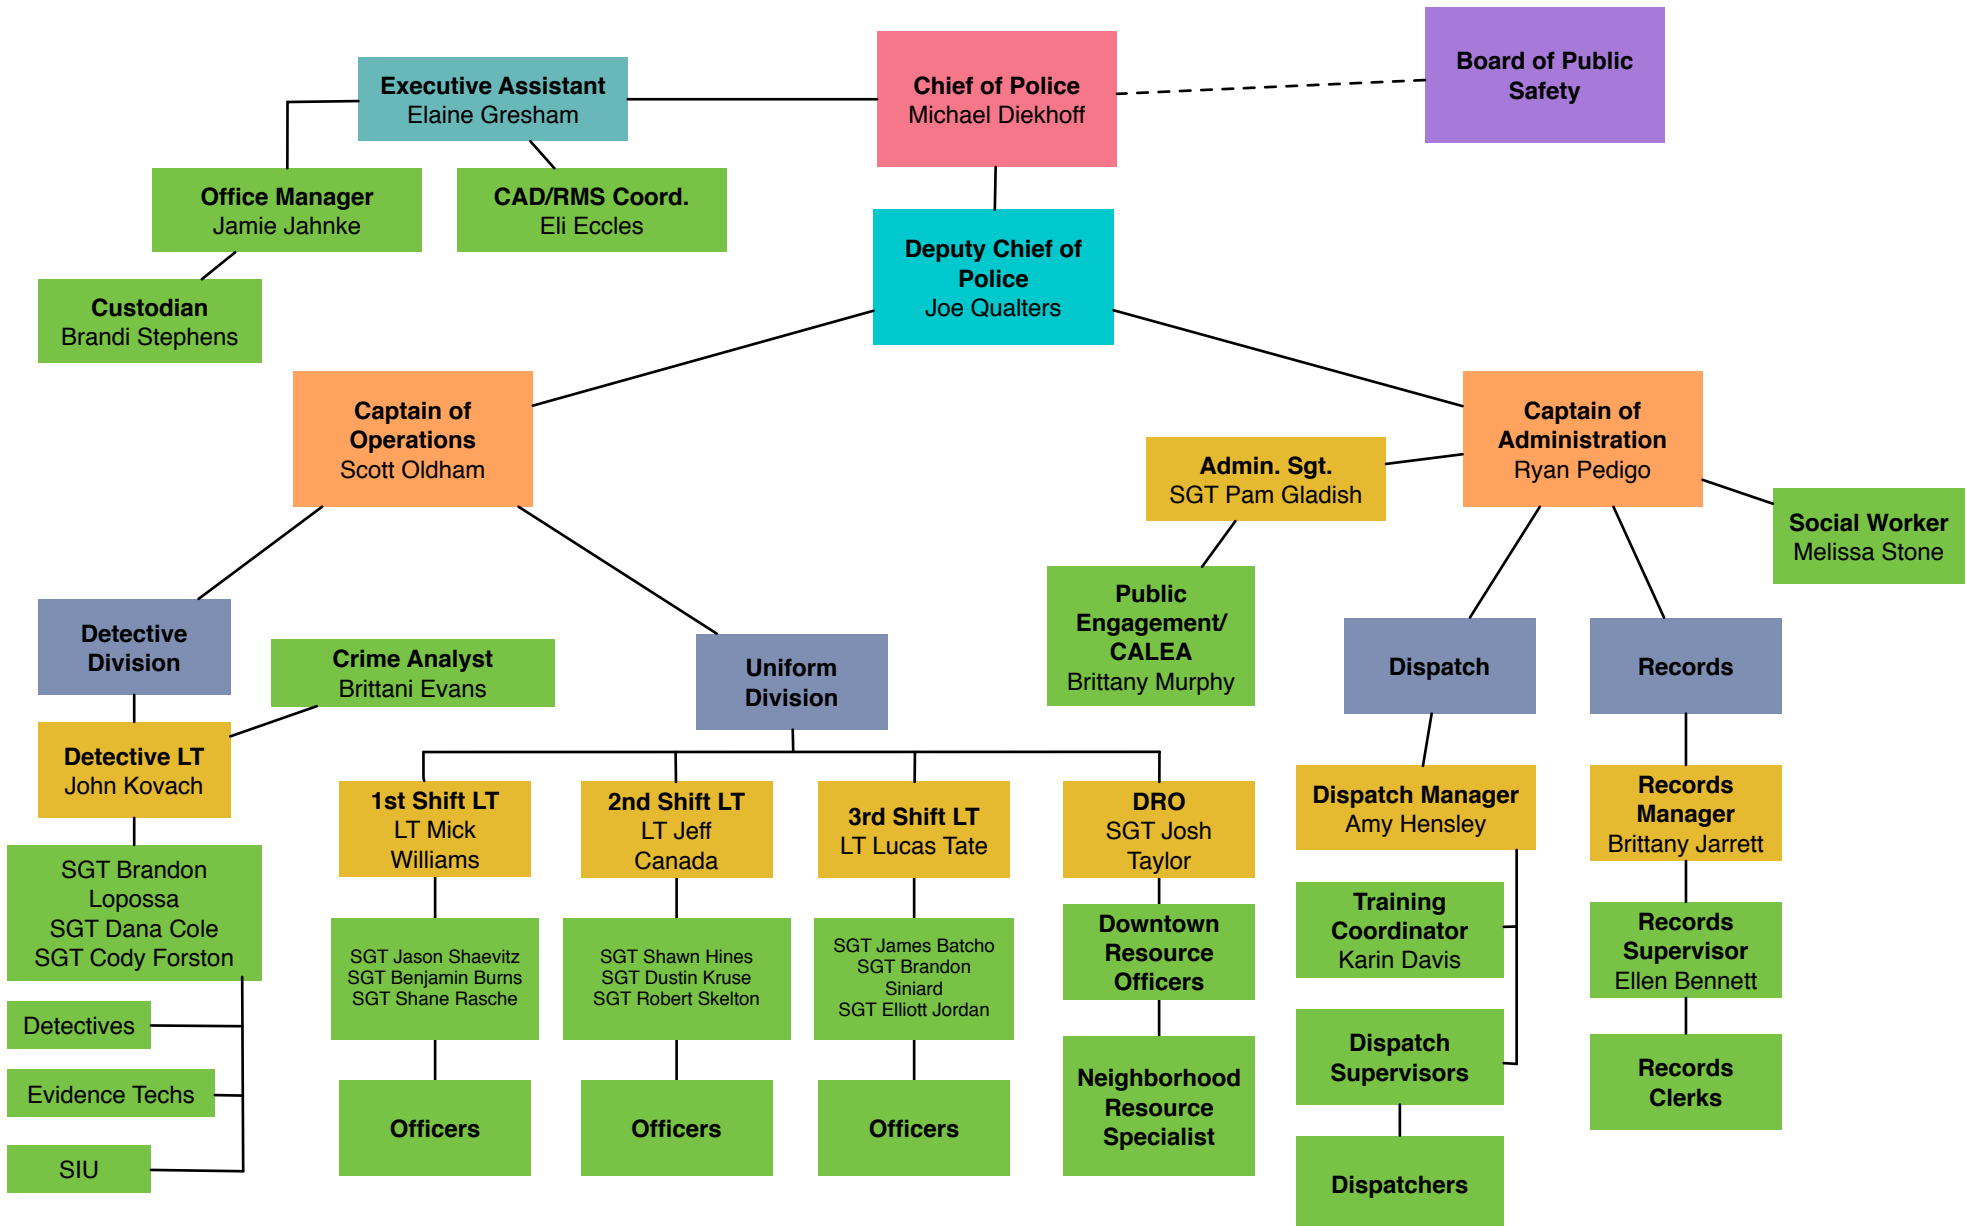 Executive Assistant
Elaine Gresham
Chief of Police
Michael Diekhoff
Board of Public
Safety
Office Manager
Jamie Jahnke
CAD/RMS Coord.
Eli Eccles
Custodian
Brandi Stephens
Deputy Chief of
Police
Joe Qualters
Captain of
Operations
Scott Oldham
Captain of
Administration
Ryan Pedigo
Admin. Sgt.
SGT Pam Gladish
Social Worker
Melissa Stone
Public
Engagement/
CALEA
Brittany Murphy
Detective
Division
Crime Analyst
Brittani Evans
Uniform
Division
Dispatch
Records
Detective LT
John Kovach
1st Shift LT
LT Mick
Williams
2nd Shift LT
LT Jeff
Canada
3rd Shift LT
LT Lucas Tate
DRO
SGT Josh
Taylor
Dispatch Manager
Amy Hensley
Records
Manager
Brittany Jarrett
SGT Brandon
Lopossa
SGT Dana Cole
SGT Cody Forston
SGT Jason Shaevitz
SGT Benjamin Burns
SGT Shane Rasche
SGT Shawn Hines
SGT Dustin Kruse
SGT Robert Skelton
SGT James Batcho
SGT Brandon
Siniard
SGT Elliott Jordan
Downtown
Resource
Officers
Training
Coordinator
Karin Davis
Records
Supervisor
Ellen Bennett
Detectives
Evidence Techs
SIU
Officers
Officers
Officers
Neighborhood
Resource
Specialist
Dispatch
Supervisors
Dispatchers
Records
Clerks